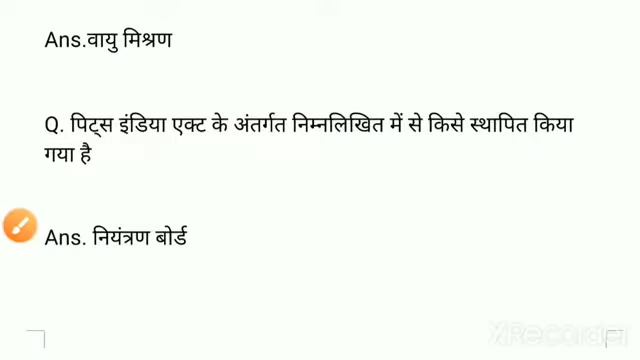 Ans.वायु मिश्रण
Q. पिट्स इंडिया एक्ट के अंतर्गत निम्नलिखित में से किसे स्थापित किया
गया है
Ans. नियंत्रण बोर्ड
XRecorder